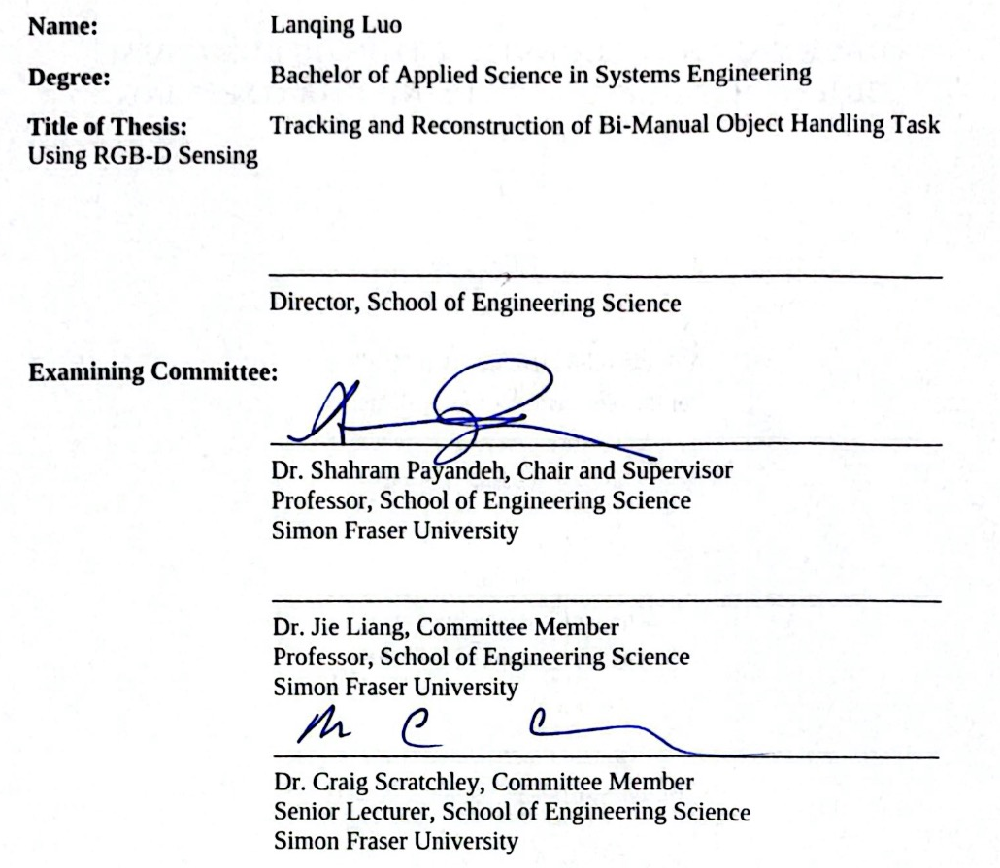 Name: Lanqing Luo
Degree: Bachelor of Applied Science in Systems Engineering
Title of Thesis: Tracking and Reconstruction of Bi-Manual Object Handling Task
Using RGB-D Sensing
Director, School of Engineering Science
Examining Committee:
Dr. Shahram Payandeh, Chair and Supervisor
Professor, School of Engineering Science
Simon Fraser University
Dr. Jie Liang, Committee Member
Professor, School of Engineering Science
Simon Fraser University
Dr. Craig Scratchley, Committee Member
Senior Lecturer, School of Engineering Science
Simon Fraser University